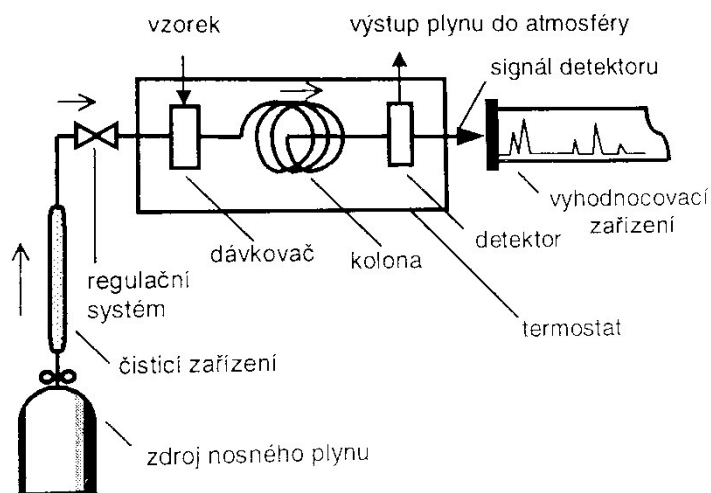 vzorek
výstup plynu do atmosféry
signál detektoru
vyhodnocovací
zařízení
dávkovač
kolona
detektor
regulační
systém
termostat
čisticí zařízení
zdroj nosného plynu